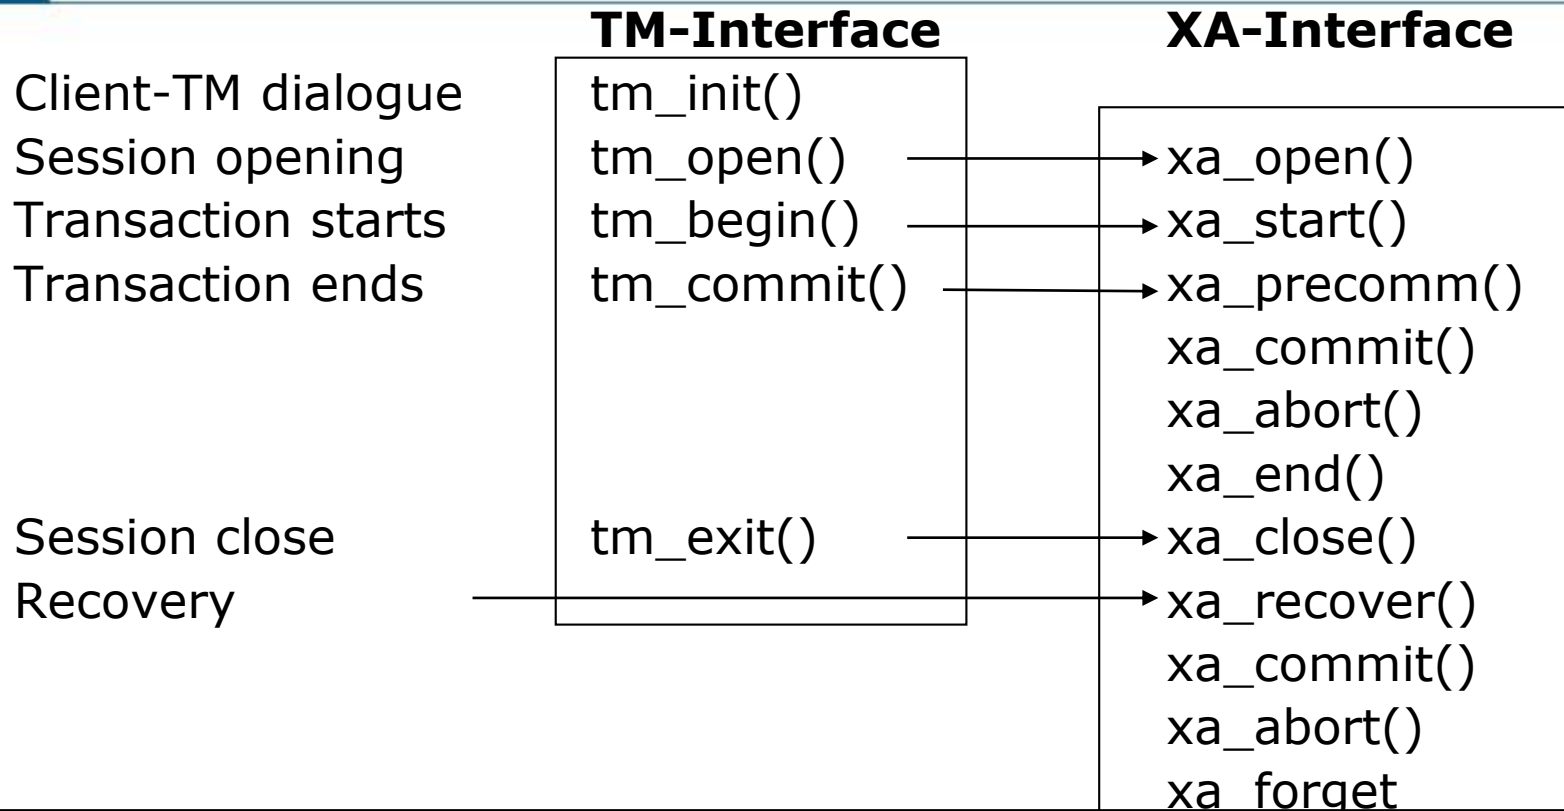 TM-Interface XA-Interface
Client-TM dialogue tm_init()
Session opening tm_open() xa_open()
Transaction starts tm_begin() xa_start()
Transaction ends tm_commit() xa_precomm()
xa_commit()
xa_abort()
xa_end()
Session close tm_exit() xa_close()
Recovery xa_recover()
xa_commit()
xa_abort()
xa_forget